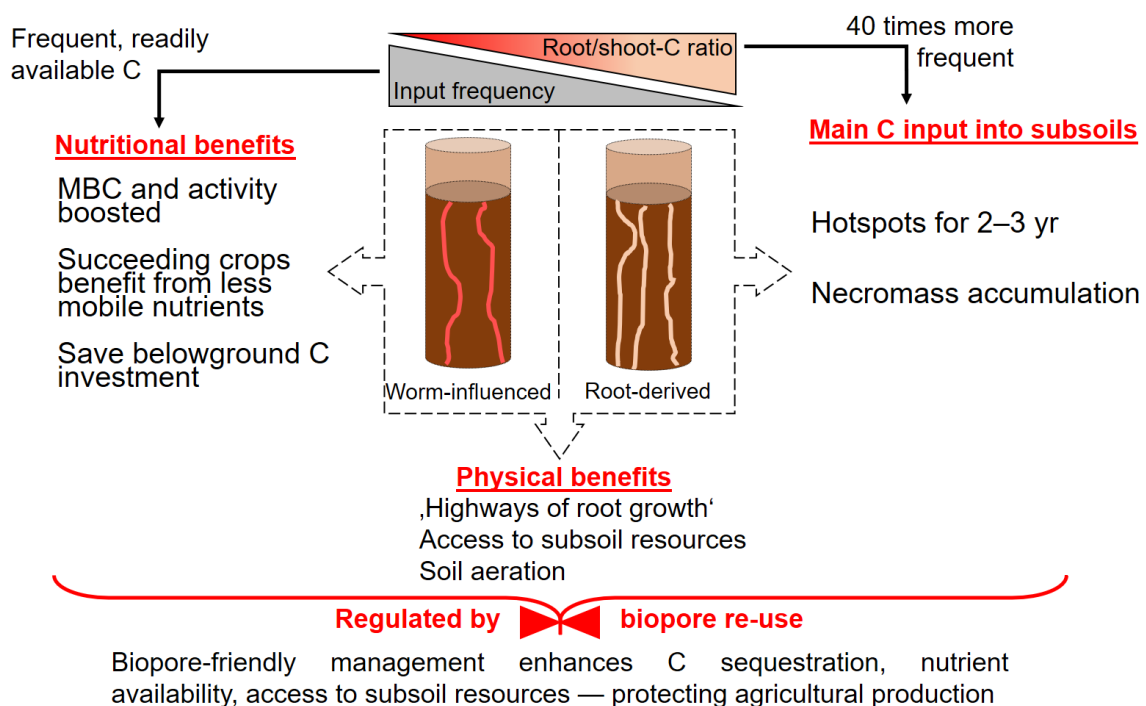 Frequent, readily
available C
Root/shoot-C ratio
Input frequency
40 times more
frequent
Nutritional benefits
MBC and activity
boosted
Succeeding crops
benefit from less
mobile nutrients
Save belowground C
investment
Worm-influenced
Root-derived
Main C input into subsoils
Hotspots for 2–3 yr
Necromass accumulation
Physical benefits
‚Highways of root growth‘
Access to subsoil resources
Soil aeration
Regulated by biopore re-use
Biopore-friendly management enhances C sequestration, nutrient
availability, access to subsoil resources — protecting agricultural production